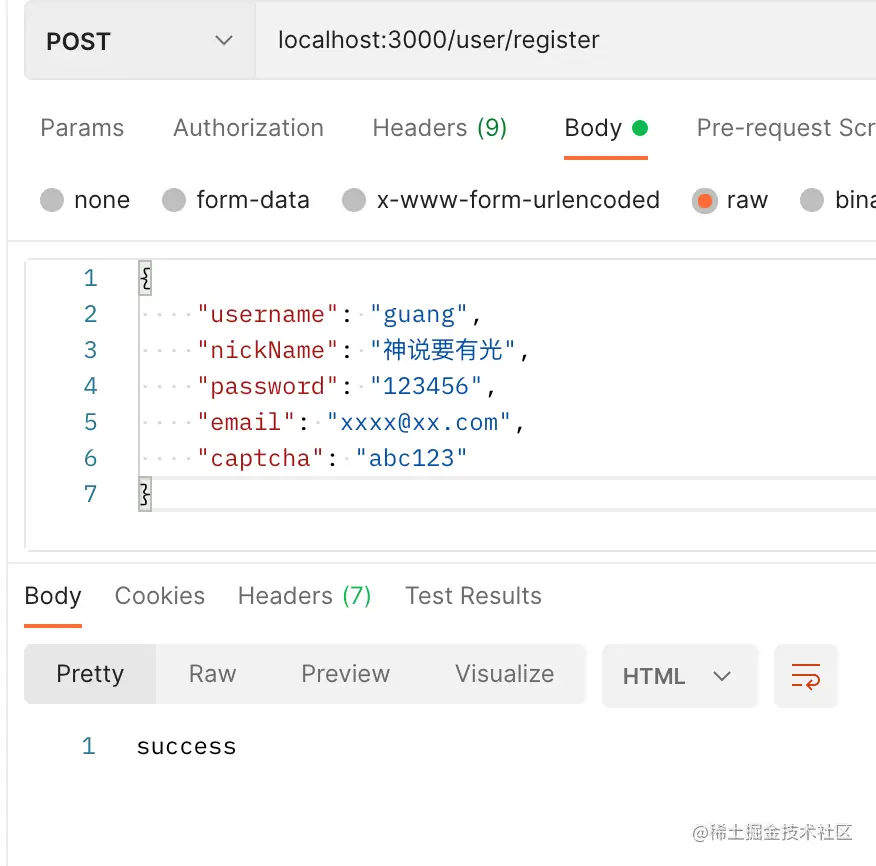 POST localhost:3000/user/register
Params Authorization Headers (9) Body Pre-request Scr
none form-data x-www-form-urlencoded raw bina
1 {
2 "username": "guang",
3 "nickName": "神说要有光",
4 "password": "123456",
5 "email": "xxxx@xx.com",
6 "captcha": "abc123"
7 }
Body Cookies Headers (7) Test Results
Pretty Raw Preview Visualize HTML
1 success
@稀土掘金技术社区